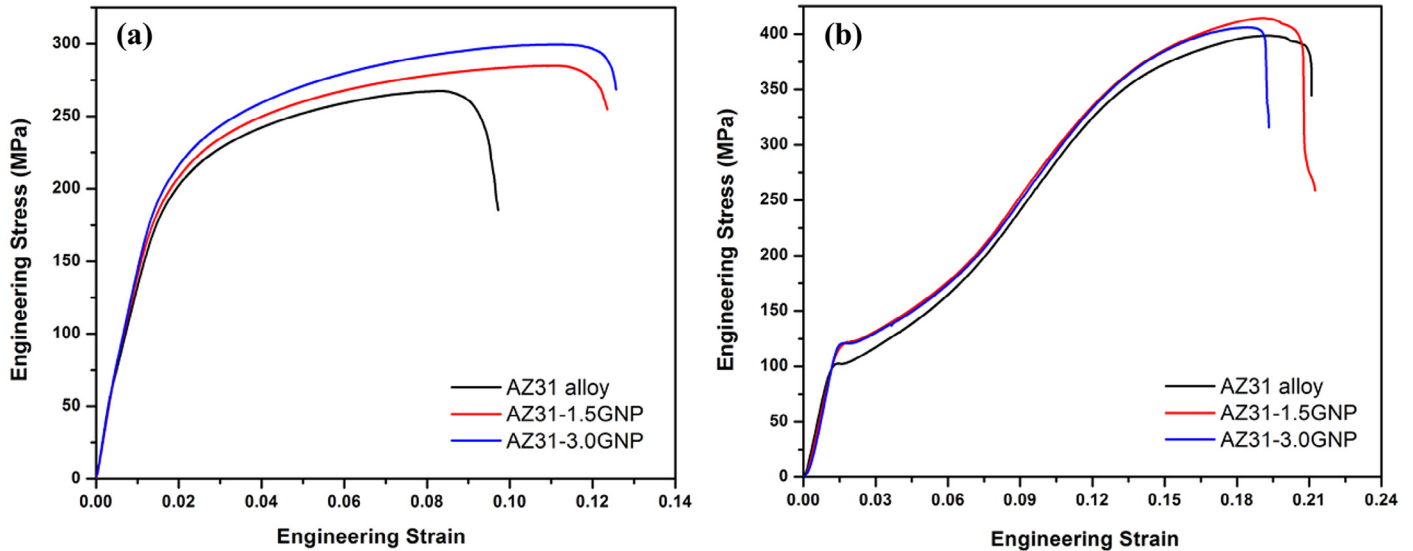 (a)
Engineering Stress (MPa)
300
250
200
150
100
50
0
0.00 0.02 0.04 0.06 0.08 0.10 0.12 0.14
Engineering Strain
AZ31 alloy
AZ31-1.5GNP
AZ31-3.0GNP
(b)
Engineering Stress (MPa)
400
350
300
250
200
150
100
50
0
0.00 0.03 0.06 0.09 0.12 0.15 0.18 0.21 0.24
Engineering Strain
AZ31 alloy
AZ31-1.5GNP
AZ31-3.0GNP